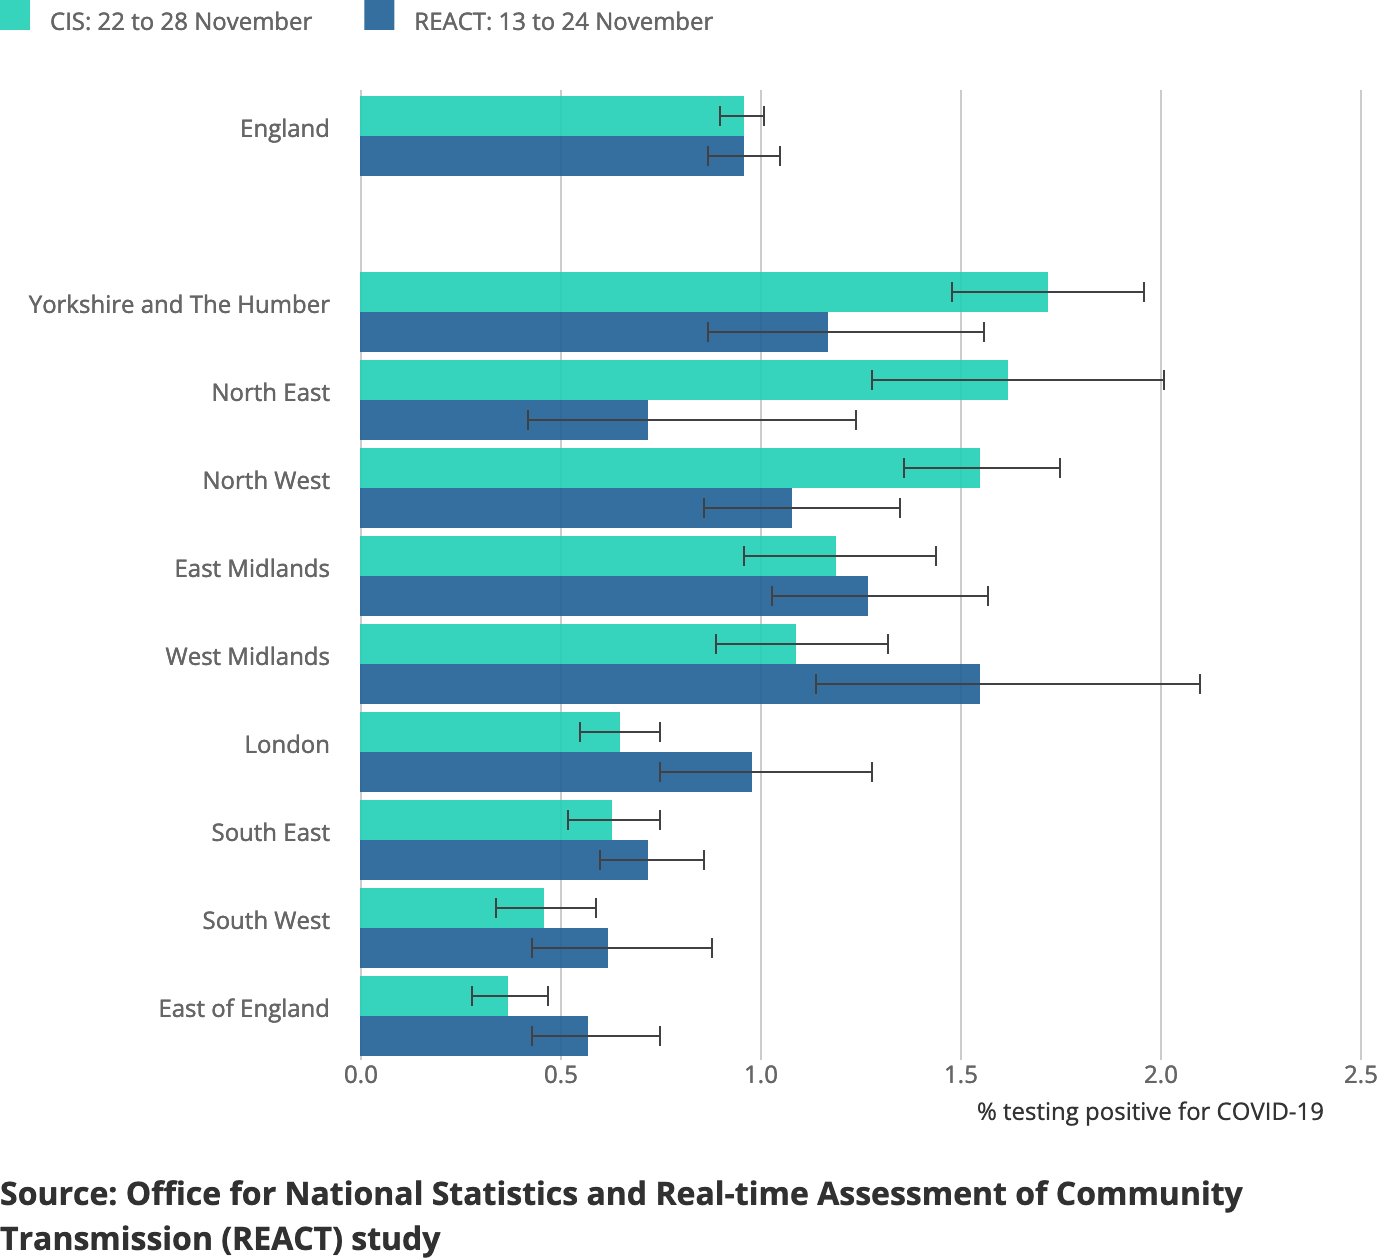 CIS: 22 to 28 November
REACT: 13 to 24 November
England
Yorkshire and The Humber
North East
North West
East Midlands
West Midlands
London
South East
South West
East of England
0.0 0.5 1.0 1.5 2.0 2.5
% testing positive for COVID-19
Source: Office for National Statistics and Real-time Assessment of Community
Transmission (REACT) study